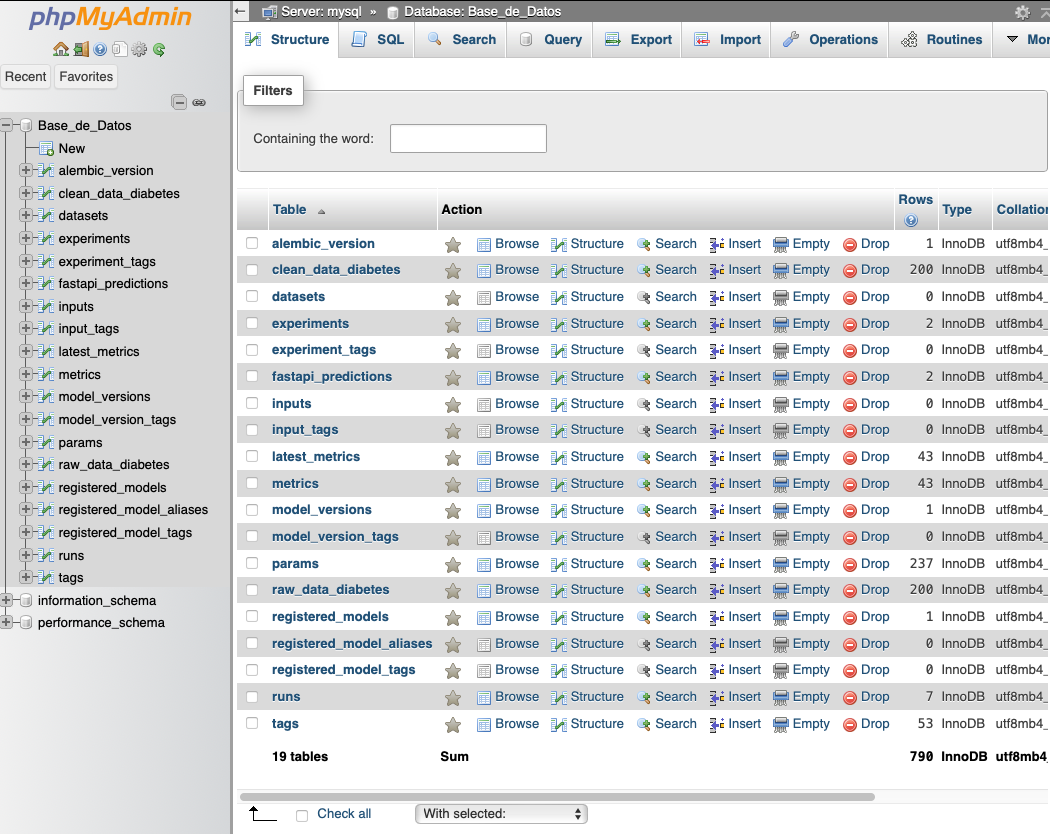 phpMyAdmin
Recent Favorites
Base_de_Datos
New
alembic_version
clean_data_diabetes
datasets
experiments
experiment_tags
fastapi_predictions
inputs
input_tags
latest_metrics
metrics
model_versions
model_version_tags
params
raw_data_diabetes
registered_models
registered_model_aliases
registered_model_tags
runs
tags
information_schema
performance_schema
Server: mysql » Database: Base_de_Datos
Structure SQL Search Query Export Import Operations Routines Mor
Filters
Containing the word:
Table Action Rows Type Collation
alembic_version Browse Structure Search Insert Empty Drop 1 InnoDB utf8mb4_
clean_data_diabetes Browse Structure Search Insert Empty Drop 200 InnoDB utf8mb4_
datasets Browse Structure Search Insert Empty Drop 0 InnoDB utf8mb4_
experiments Browse Structure Search Insert Empty Drop 2 InnoDB utf8mb4_
experiment_tags Browse Structure Search Insert Empty Drop 0 InnoDB utf8mb4_
fastapi_predictions Browse Structure Search Insert Empty Drop 2 InnoDB utf8mb4_
inputs Browse Structure Search Insert Empty Drop 0 InnoDB utf8mb4_
input_tags Browse Structure Search Insert Empty Drop 0 InnoDB utf8mb4_
latest_metrics Browse Structure Search Insert Empty Drop 43 InnoDB utf8mb4_
metrics Browse Structure Search Insert Empty Drop 43 InnoDB utf8mb4_
model_versions Browse Structure Search Insert Empty Drop 1 InnoDB utf8mb4_
model_version_tags Browse Structure Search Insert Empty Drop 0 InnoDB utf8mb4_
params Browse Structure Search Insert Empty Drop 237 InnoDB utf8mb4_
raw_data_diabetes Browse Structure Search Insert Empty Drop 200 InnoDB utf8mb4_
registered_models Browse Structure Search Insert Empty Drop 1 InnoDB utf8mb4_
registered_model_aliases Browse Structure Search Insert Empty Drop 0 InnoDB utf8mb4_
registered_model_tags Browse Structure Search Insert Empty Drop 0 InnoDB utf8mb4_
runs Browse Structure Search Insert Empty Drop 7 InnoDB utf8mb4_
tags Browse Structure Search Insert Empty Drop 53 InnoDB utf8mb4_
19 tables Sum 790 InnoDB utf8mb4_
Check all With selected: